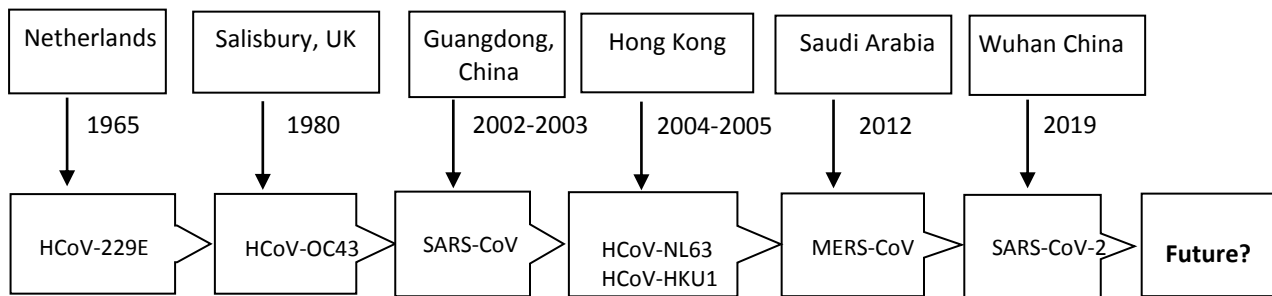 Netherlands
Salisbury, UK
Guangdong,
China
Hong Kong
Saudi Arabia
Wuhan China
1965
1980
2002-2003
2004-2005
2012
2019
HCoV-229E
HCoV-OC43
SARS-CoV
HCoV-NL63
HCoV-HKU1
MERS-CoV
SARS-CoV-2
Future?